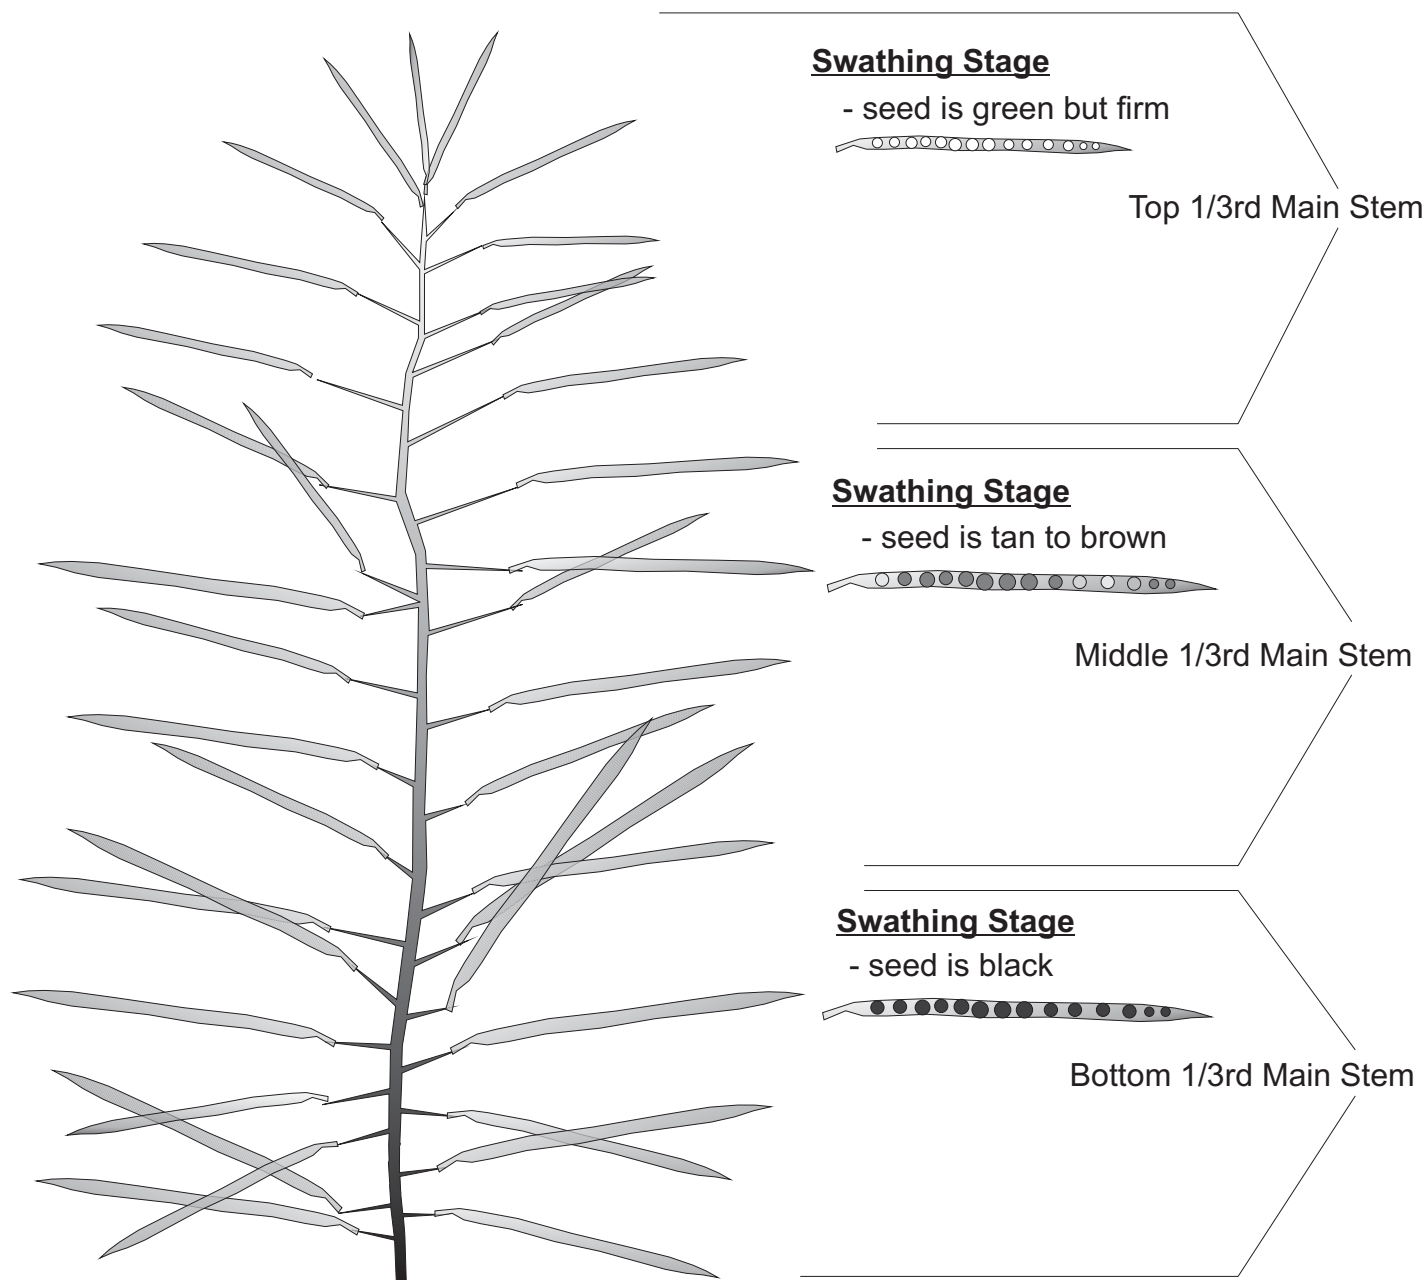 Swathing Stage
- seed is green but firm
Top 1/3rd Main Stem
Swathing Stage
- seed is tan to brown
Middle 1/3rd Main Stem
Swathing Stage
- seed is black
Bottom 1/3rd Main Stem